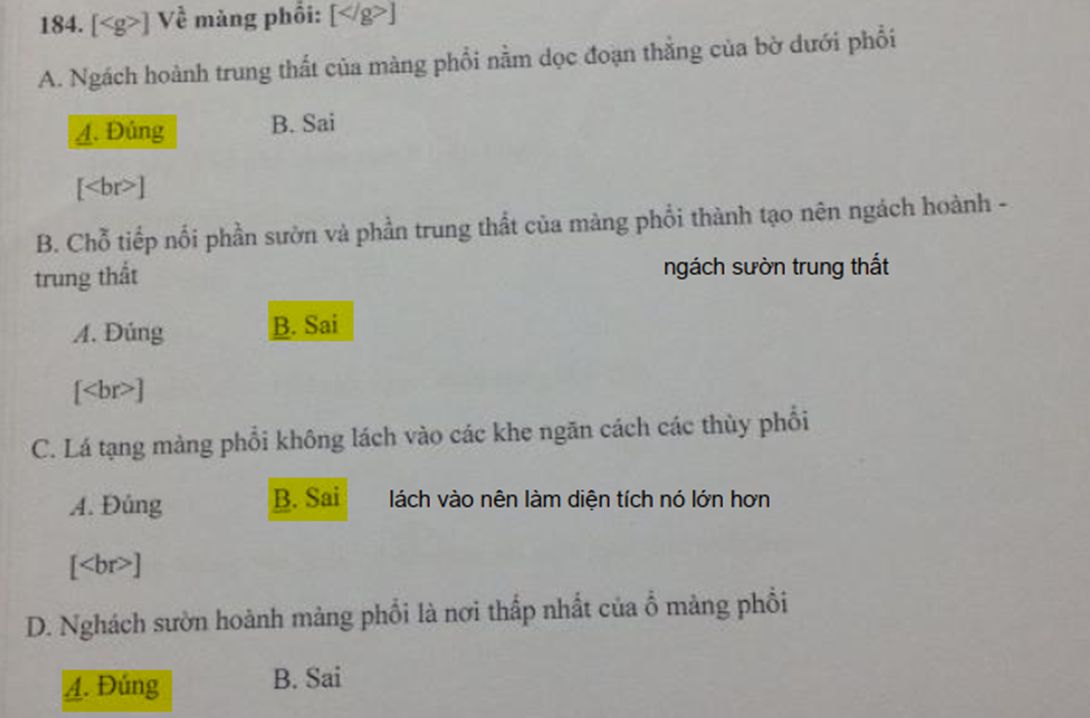 184. [<g>] Về màng phổi: [</g>]
A. Ngách hoành trung thất của màng phổi nằm dọc đoạn thẳng của bờ dưới phổi
A. Đúng B. Sai
[<br>]
B. Chỗ tiếp nối phần sườn và phần trung thất của màng phổi thành tạo nên ngách hoành -
trung thất
ngách sườn trung thất
A. Đúng B. Sai
[<br>]
C. Lá tạng màng phổi không lách vào các khe ngăn cách các thùy phổi
A. Đúng B. Sai lách vào nên làm diện tích nó lớn hơn
[<br>]
D. Nghách sườn hoành màng phổi là nơi thấp nhất của ổ màng phổi
A. Đúng B. Sai